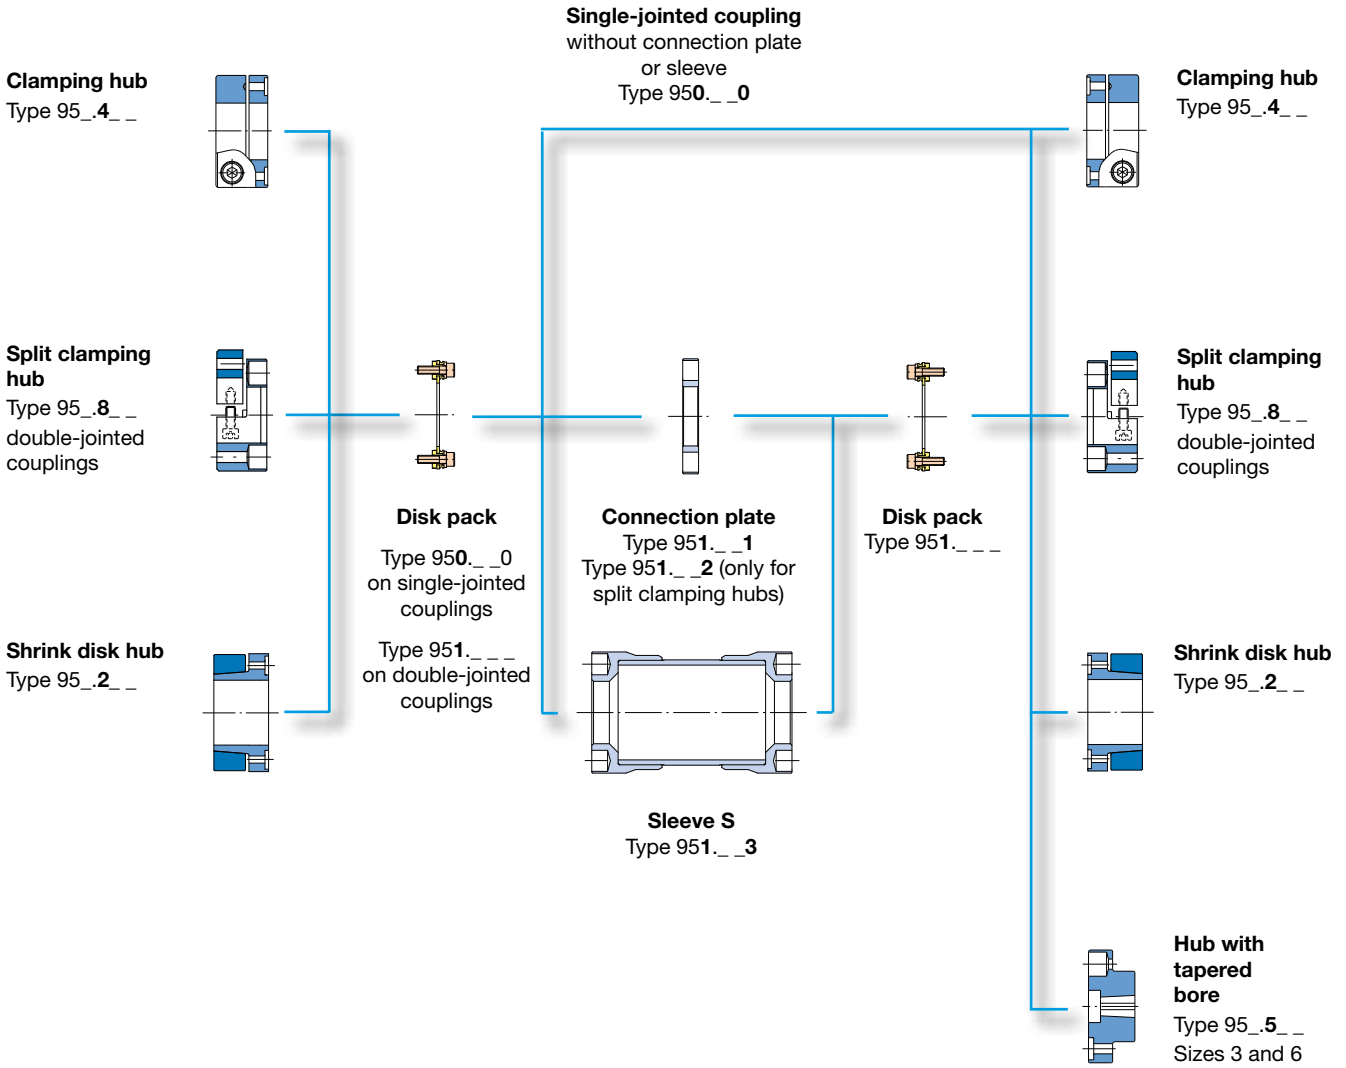 Single-jointed coupling
without connection plate
or sleeve
Type 950._ _0
Clamping hub
Type 95_.4_ _
Clamping hub
Type 95_.4_ _
Split clamping
hub
Type 95_.8_ _
double-jointed
couplings
Split clamping
hub
Type 95_.8_ _
double-jointed
couplings
Disk pack
Type 950._ _0
on single-jointed
couplings
Type 951._ _ _
on double-jointed
couplings
Connection plate
Type 951._ _1
Type 951._ _2 (only for
split clamping hubs)
Disk pack
Type 951._ _ _
Shrink disk hub
Type 95_.2_ _
Shrink disk hub
Type 95_.2_ _
Sleeve S
Type 951._ _3
Hub with
tapered
bore
Type 95_.5_ _
Sizes 3 and 6